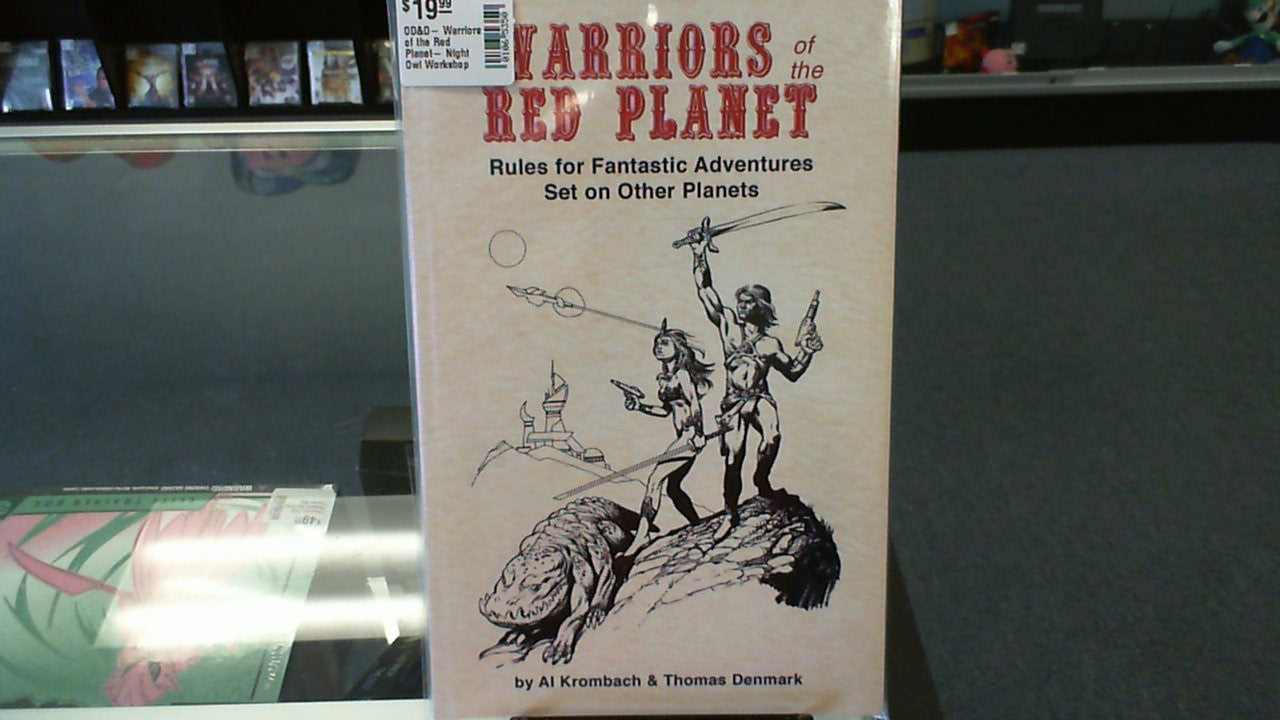 $19.99
OD&D- Warriors
of the Red
Planet- Night
Owl Workshop
WARRIORS of the
RED PLANET
Rules for Fantastic Adventures
Set on Other Planets
by Al Krombach & Thomas Denmark